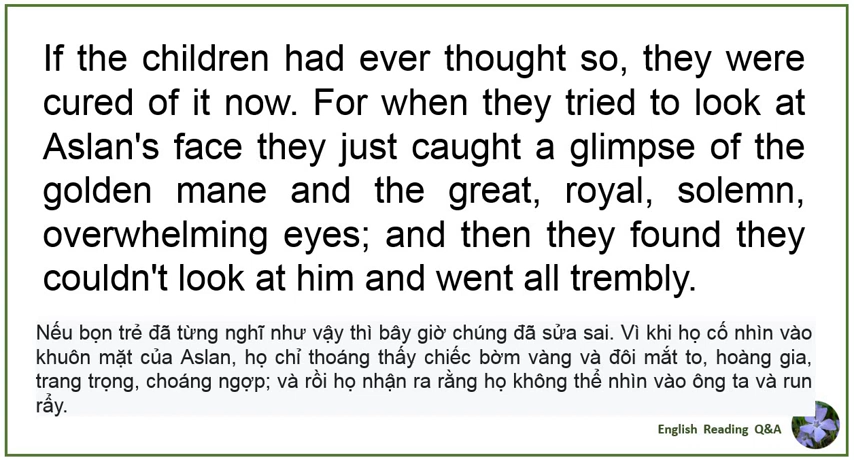 If the children had ever thought so, they were
cured of it now. For when they tried to look at
Aslan's face they just caught a glimpse of the
golden mane and the great, royal, solemn,
overwhelming eyes; and then they found they
couldn't look at him and went all trembly.
Nếu bọn trẻ đã từng nghĩ như vậy thì bây giờ chúng đã sửa sai. Vì khi họ cố nhìn vào
khuôn mặt của Aslan, họ chỉ thoáng thấy chiếc bờm vàng và đôi mắt to, hoàng gia,
trang trọng, choáng ngợp; và rồi họ nhận ra rằng họ không thể nhìn vào ông ta và run
rẩy.
English Reading Q&A